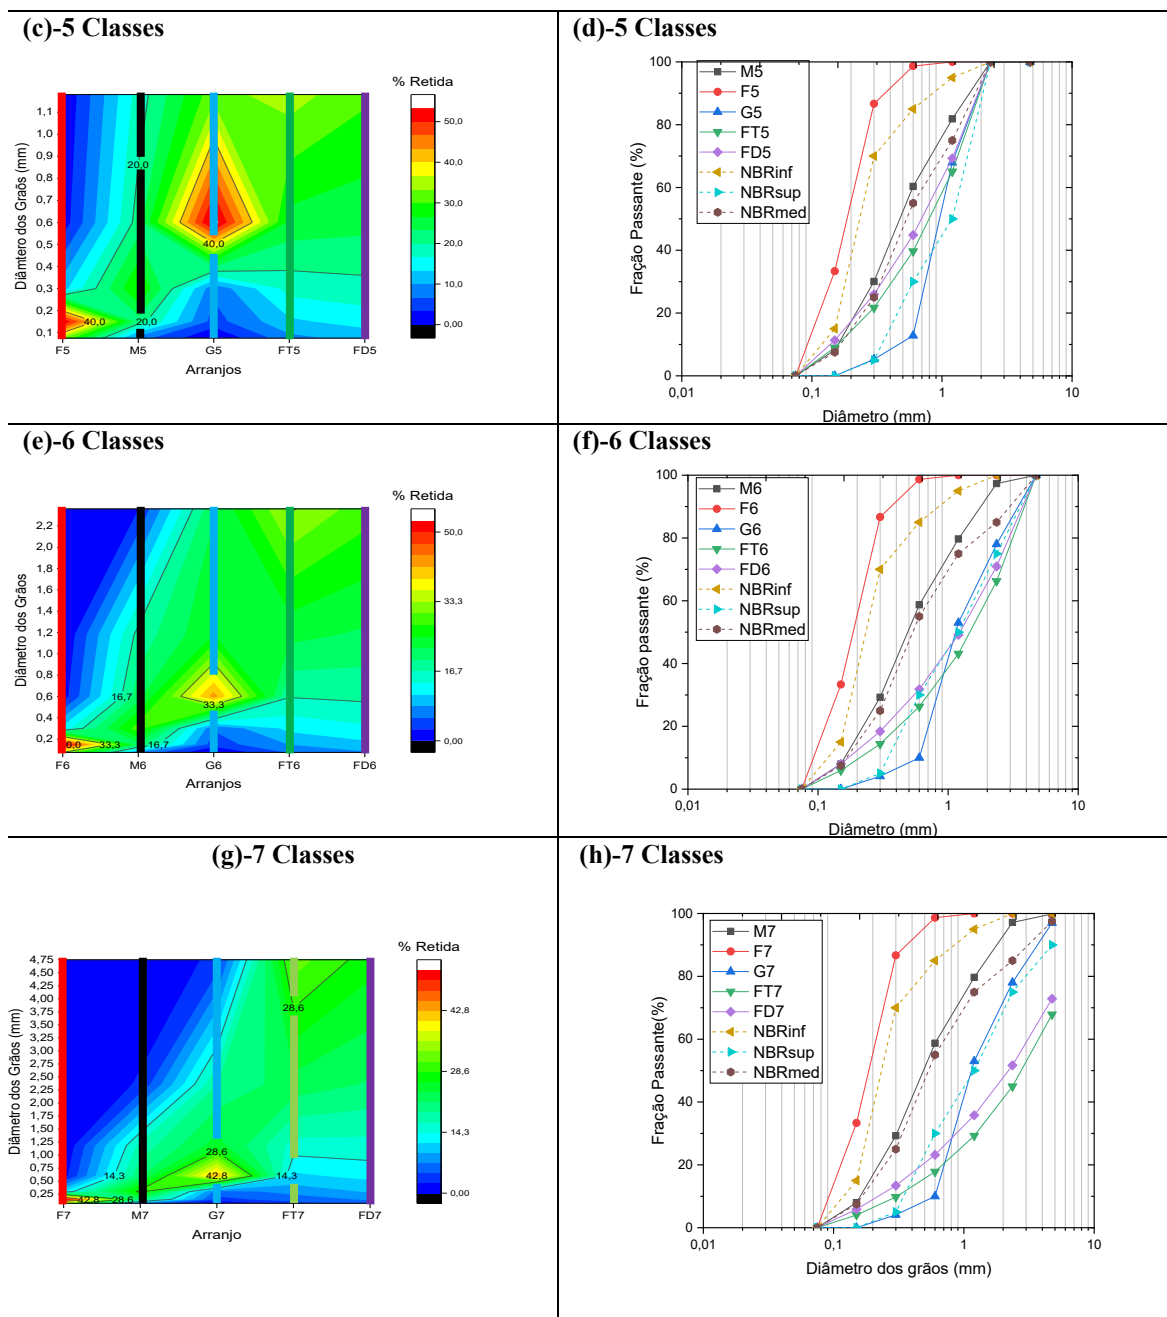 (c)-5 Classes
% Retida
Diâmtero dos Graõs (mm)
1,1
1,0
0,9
0,8
0,6
0,5
0,4
0,3
0,2
0,1
20,0
40,0
40,0
20,0
50,0
40,0
30,0
20,0
10,0
0,00
F5 M5 G5 FT5 FD5
Arranjos
(d)-5 Classes
Fração Passante (%)
100
80
60
40
20
0
M5
F5
G5
FT5
FD5
NBRinf
NBRsup
NBRmed
0,01 0,1 1 10
Diâmetro (mm)
(e)-6 Classes
% Retida
Diâmetro dos Grãos
2,2
2,0
1,8
1,6
1,4
1,2
1,0
0,8
0,6
0,4
0,2
16,7
33,3
0,0 33,3 16,7
50,0
33,3
16,7
0,00
F6 M6 G6 FT6 FD6
Arranjos
(f)-6 Classes
Fração passante (%)
100
80
60
40
20
0
M6
F6
G6
FT6
FD6
NBRinf
NBRsup
NBRmed
0,01 0,1 1 10
Diâmetro (mm)
(g)-7 Classes
% Retida
Diâmetro dos Grãos (mm)
4,75
4,25
4,00
3,75
3,50
3,25
3,00
2,75
2,50
2,25
2,00
1,75
1,50
1,25
1,00
0,75
0,50
0,25
28,6
28,6
14,3 42,8 14,3
42,8 28,6
42,8
28,6
14,3
0,00
F7 M7 G7 FT7 FD7
Arranjo
(h)-7 Classes
Fração Passante(%)
100
80
60
40
20
0
M7
F7
G7
FT7
FD7
NBRinf
NBRsup
NBRmed
0,01 0,1 1 10
Diâmetro dos grãos (mm)